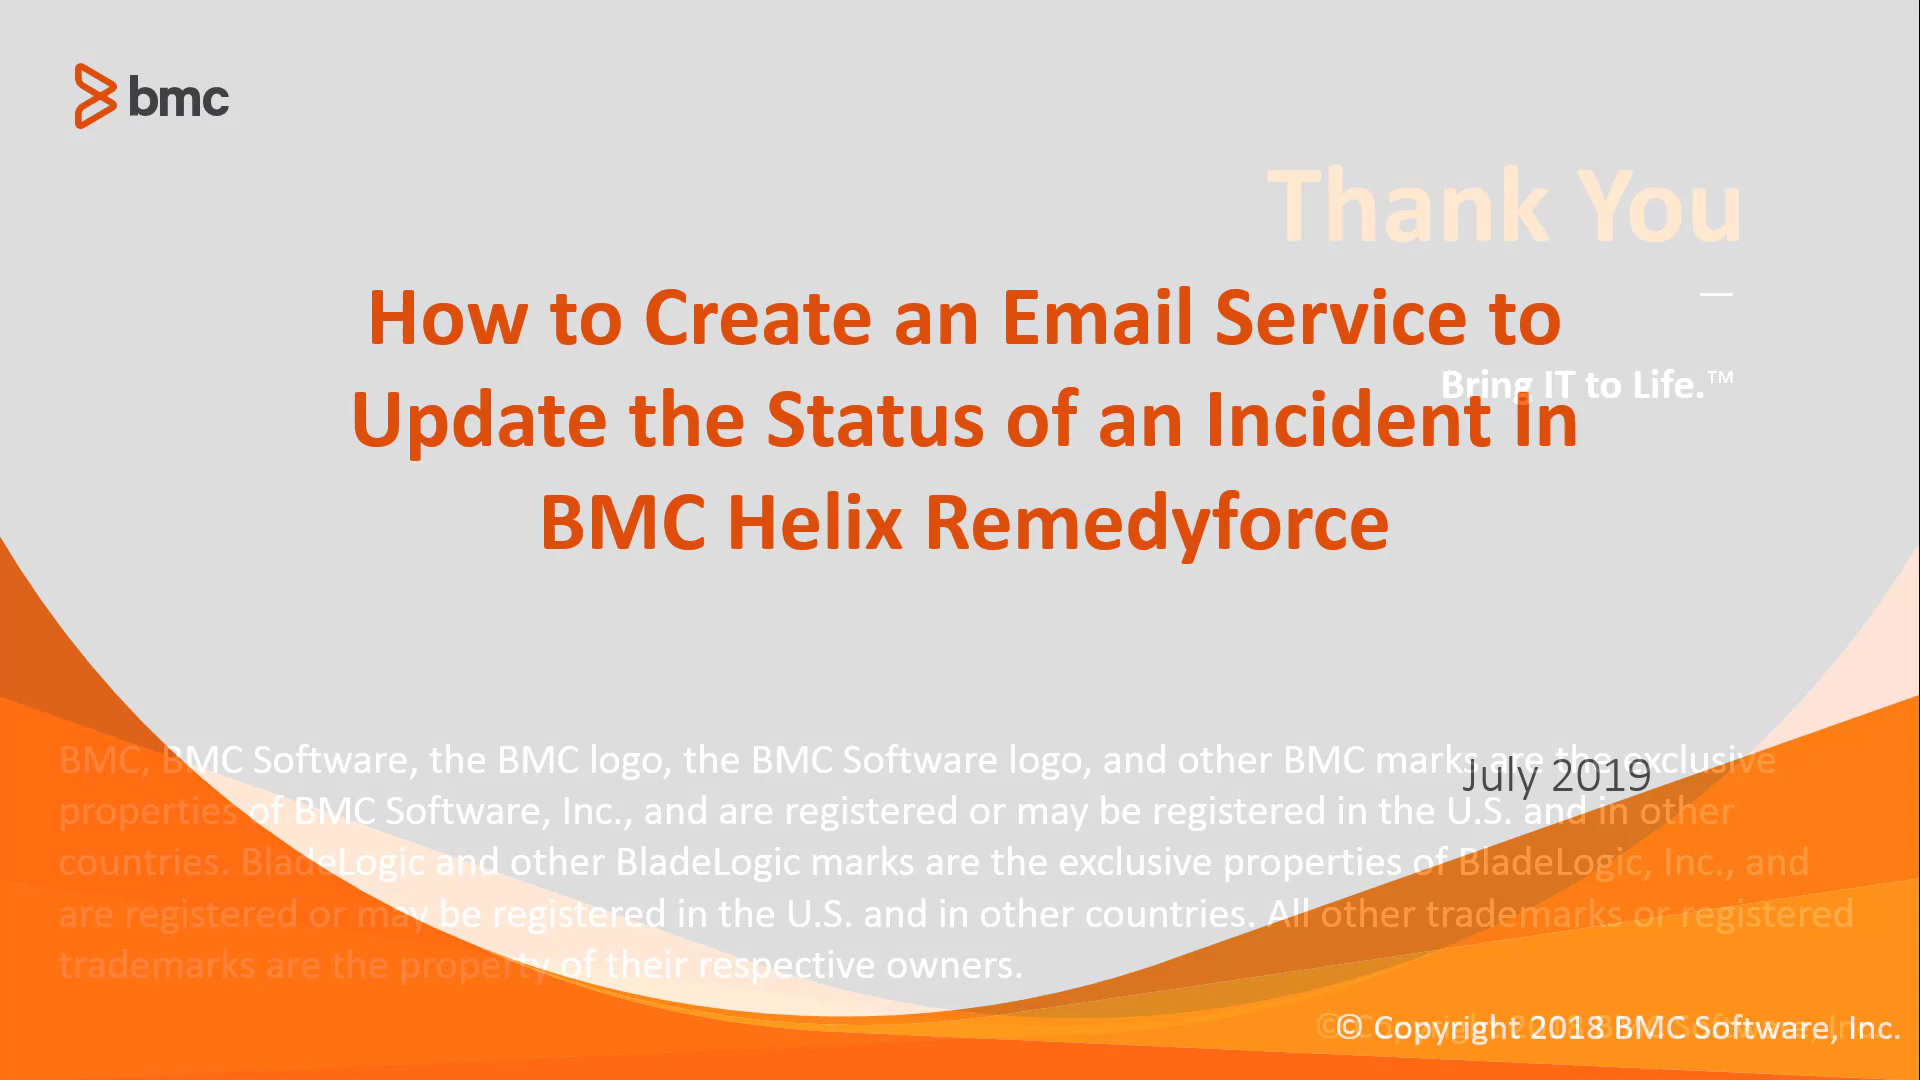 bmc
Thank You
How to Create an Email Service to
Bring IT to Life.™
Update the Status of an Incident In
BMC Helix Remedyforce
BMC, BMC Software, the BMC logo, the BMC Software logo, and other BMC marks are the exclusive
July 2019
properties of BMC Software, Inc., and are registered or may be registered in the U.S. and in other
countries. BladeLogic and other BladeLogic marks are the exclusive properties of BladeLogic, Inc., and
are registered or may be registered in the U.S. and in other countries. All other trademarks or registered
trademarks are the property of their respective owners.
© Copyright 2018 BMC Software, Inc.